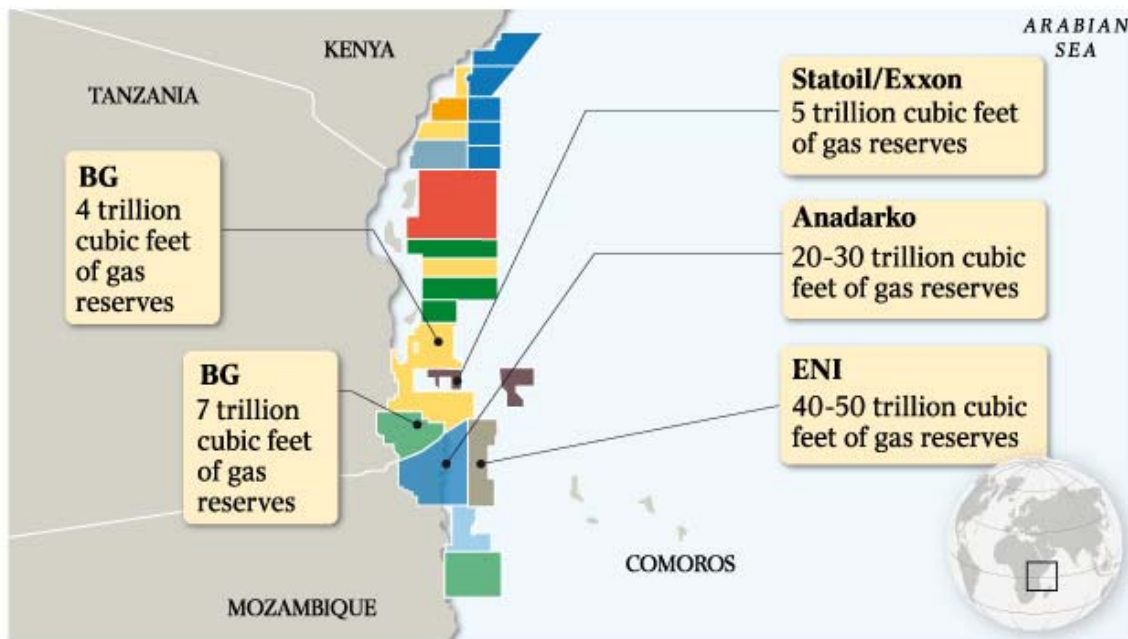 ARABIAN
SEA
KENYA
TANZANIA
Statoil/Exxon
5 trillion cubic feet
of gas reserves
BG
4 trillion
cubic feet
of gas
reserves
Anadarko
20-30 trillion cubic
feet of gas reserves
BG
7 trillion
cubic feet
of gas
reserves
ENI
40-50 trillion cubic
feet of gas reserves
COMOROS
MOZAMBIQUE